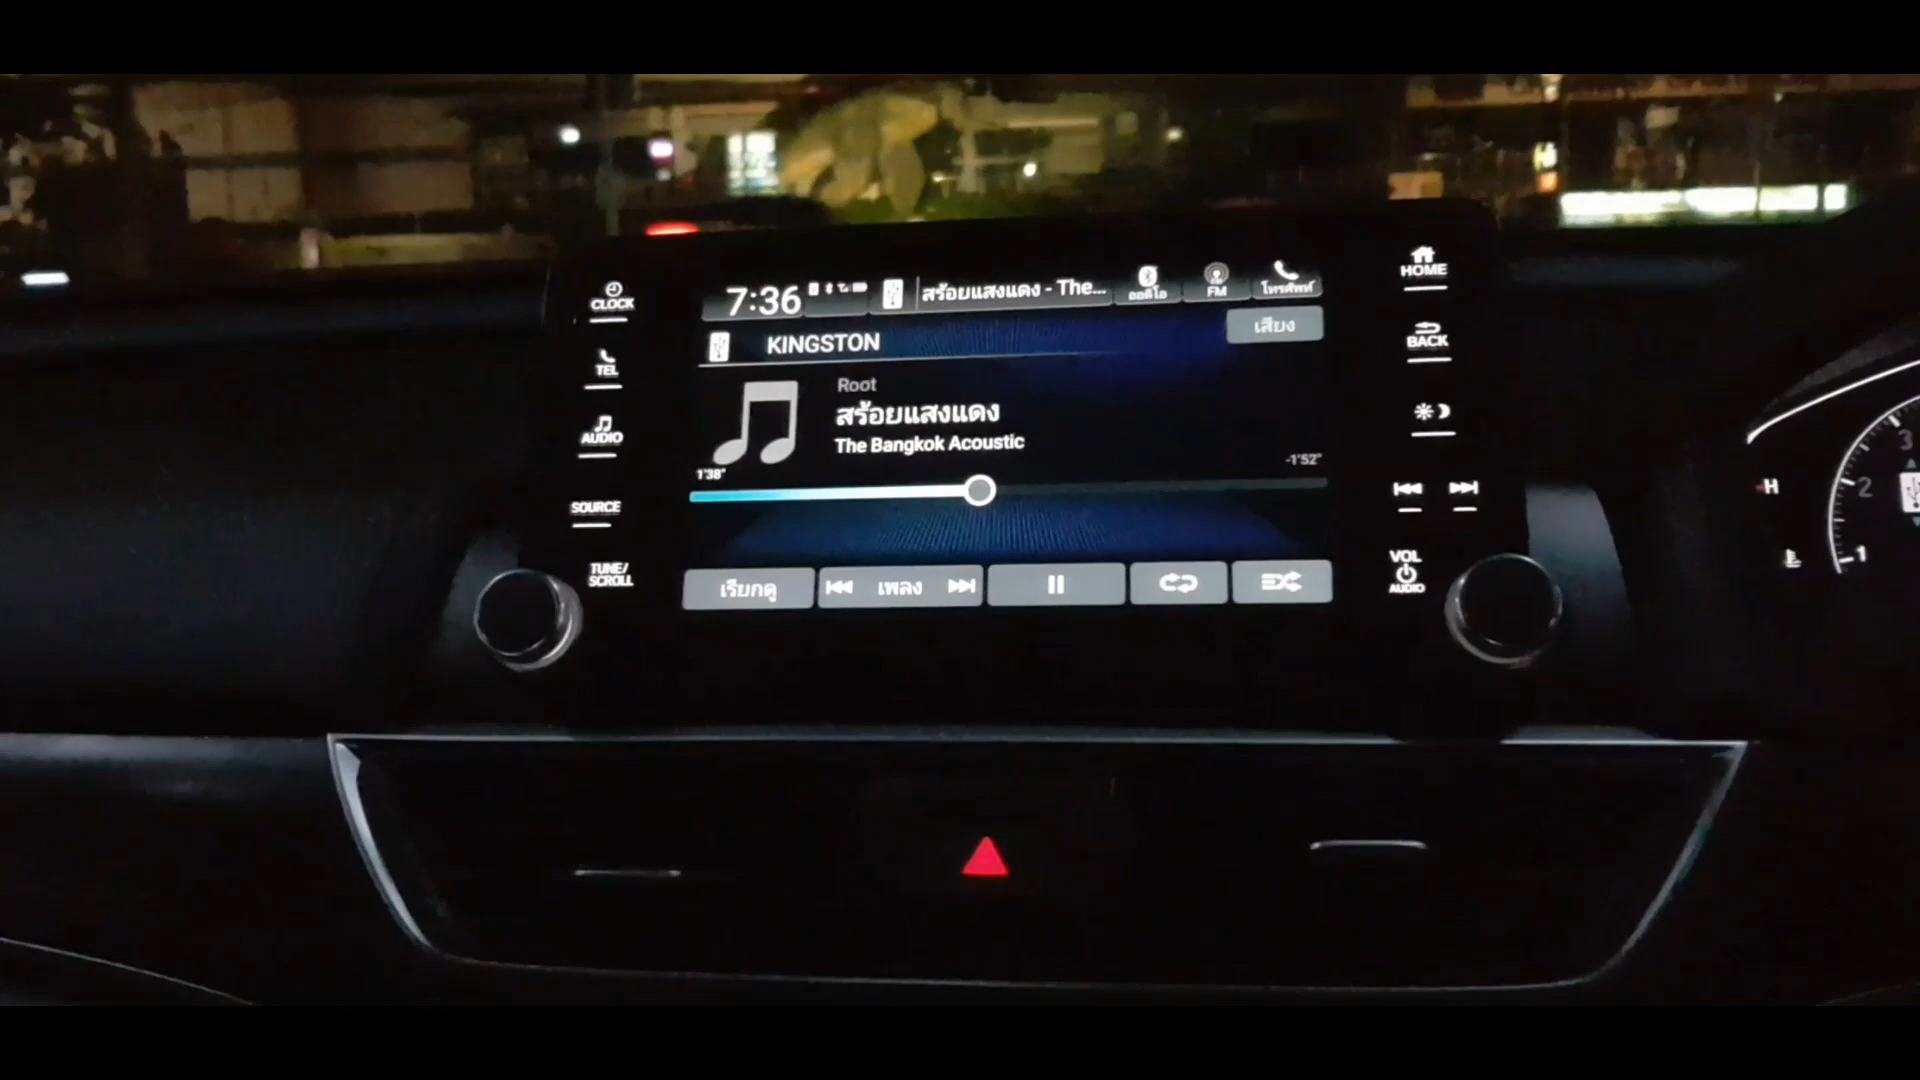 7:36
สร้อยแสงแดง - The...
ออดิโอ
FM
โทรศัพท์
KINGSTON
เสียง
Root
สร้อยแสงแดง
The Bangkok Acoustic
1'38"
-1'52"
เรียกดู
เพลง
CLOCK
TEL
AUDIO
SOURCE
TUNE/
SCROLL
HOME
BACK
VOL
AUDIO
H
3
2
1